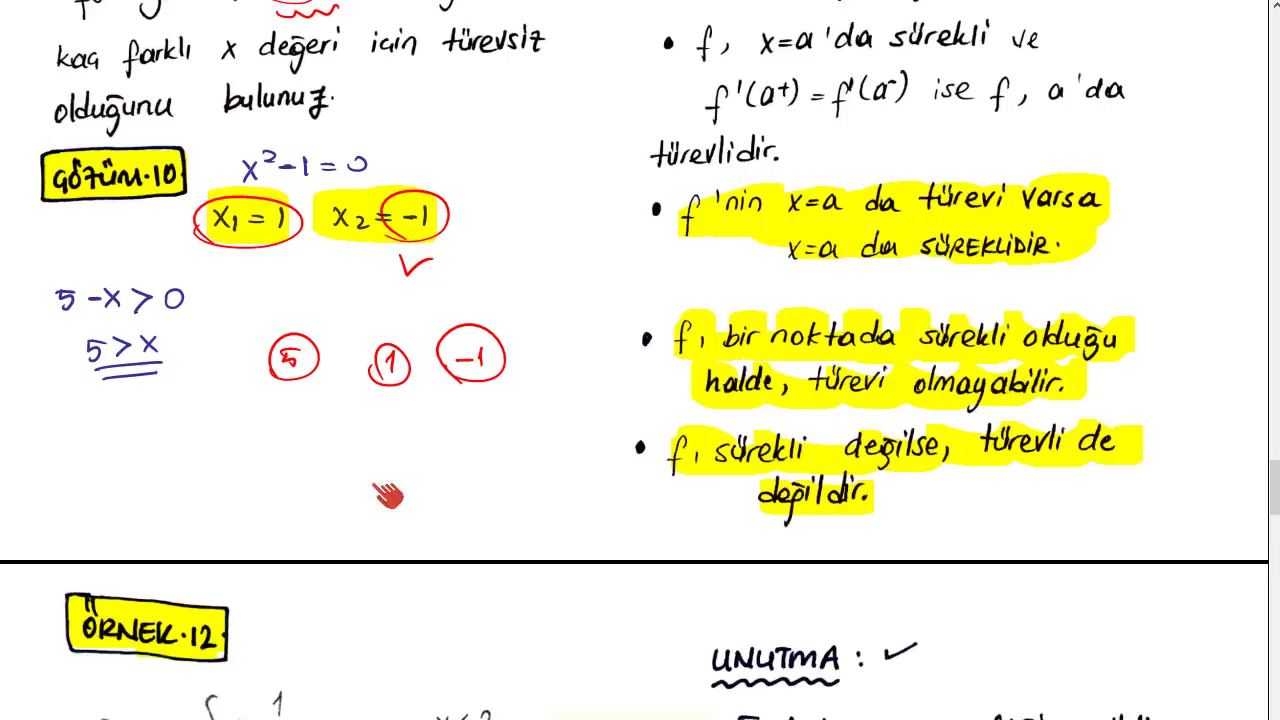 kaç farklı x değeri için türevsiz
olduğunu bulunuz.
ÇÖZÜM.10
x²-1=0
x₁ = 1 x₂ = -1
5-x > 0
5 > x
5 1 -1
• f, x=a'da sürekli ve
f'(a⁺) = f'(a⁻) ise f, a'da
türevlidir.
• f'nin x=a da türevi varsa
x=a da SÜREKLİDİR.
• f, bir noktada sürekli olduğu
halde, türevi olmayabilir.
• f, sürekli değilse, türevli de
değildir.
ÖRNEK.12
UNUTMA :